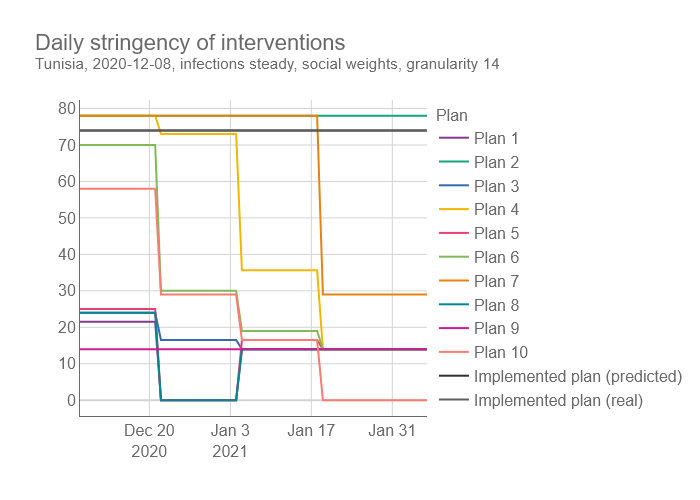 Daily stringency of interventions
Tunisia, 2020-12-08, infections steady, social weights, granularity 14
80
70
60
50
40
30
20
10
0
Dec 20
2020
Jan 3
2021
Jan 17
Jan 31
Plan
Plan 1
Plan 2
Plan 3
Plan 4
Plan 5
Plan 6
Plan 7
Plan 8
Plan 9
Plan 10
Implemented plan (predicted)
Implemented plan (real)